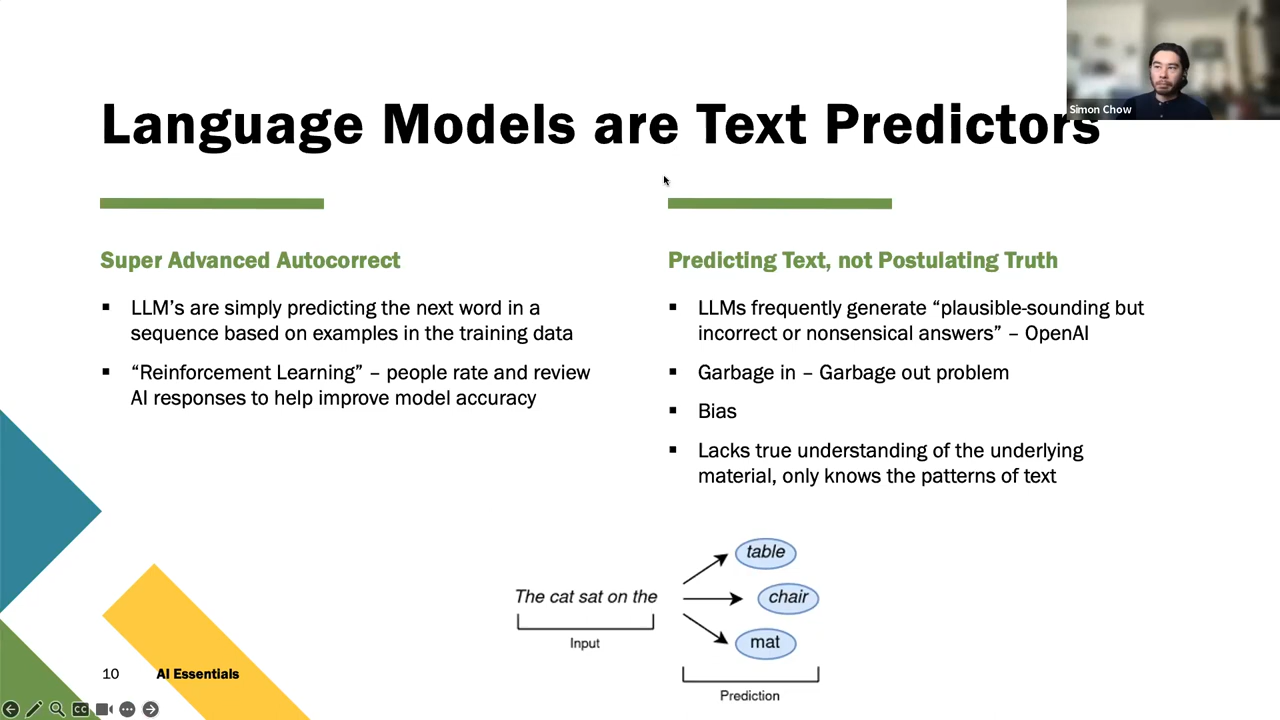 Simon Chow
Language Models are Text Predictors
Super Advanced Autocorrect
▪ LLM's are simply predicting the next word in a
sequence based on examples in the training data
▪ “Reinforcement Learning” – people rate and review
AI responses to help improve model accuracy
Predicting Text, not Postulating Truth
▪ LLMs frequently generate “plausible-sounding but
incorrect or nonsensical answers” – OpenAI
▪ Garbage in – Garbage out problem
▪ Bias
▪ Lacks true understanding of the underlying
material, only knows the patterns of text
The cat sat on the
Input
table
chair
mat
Prediction
10 AI Essentials
CC